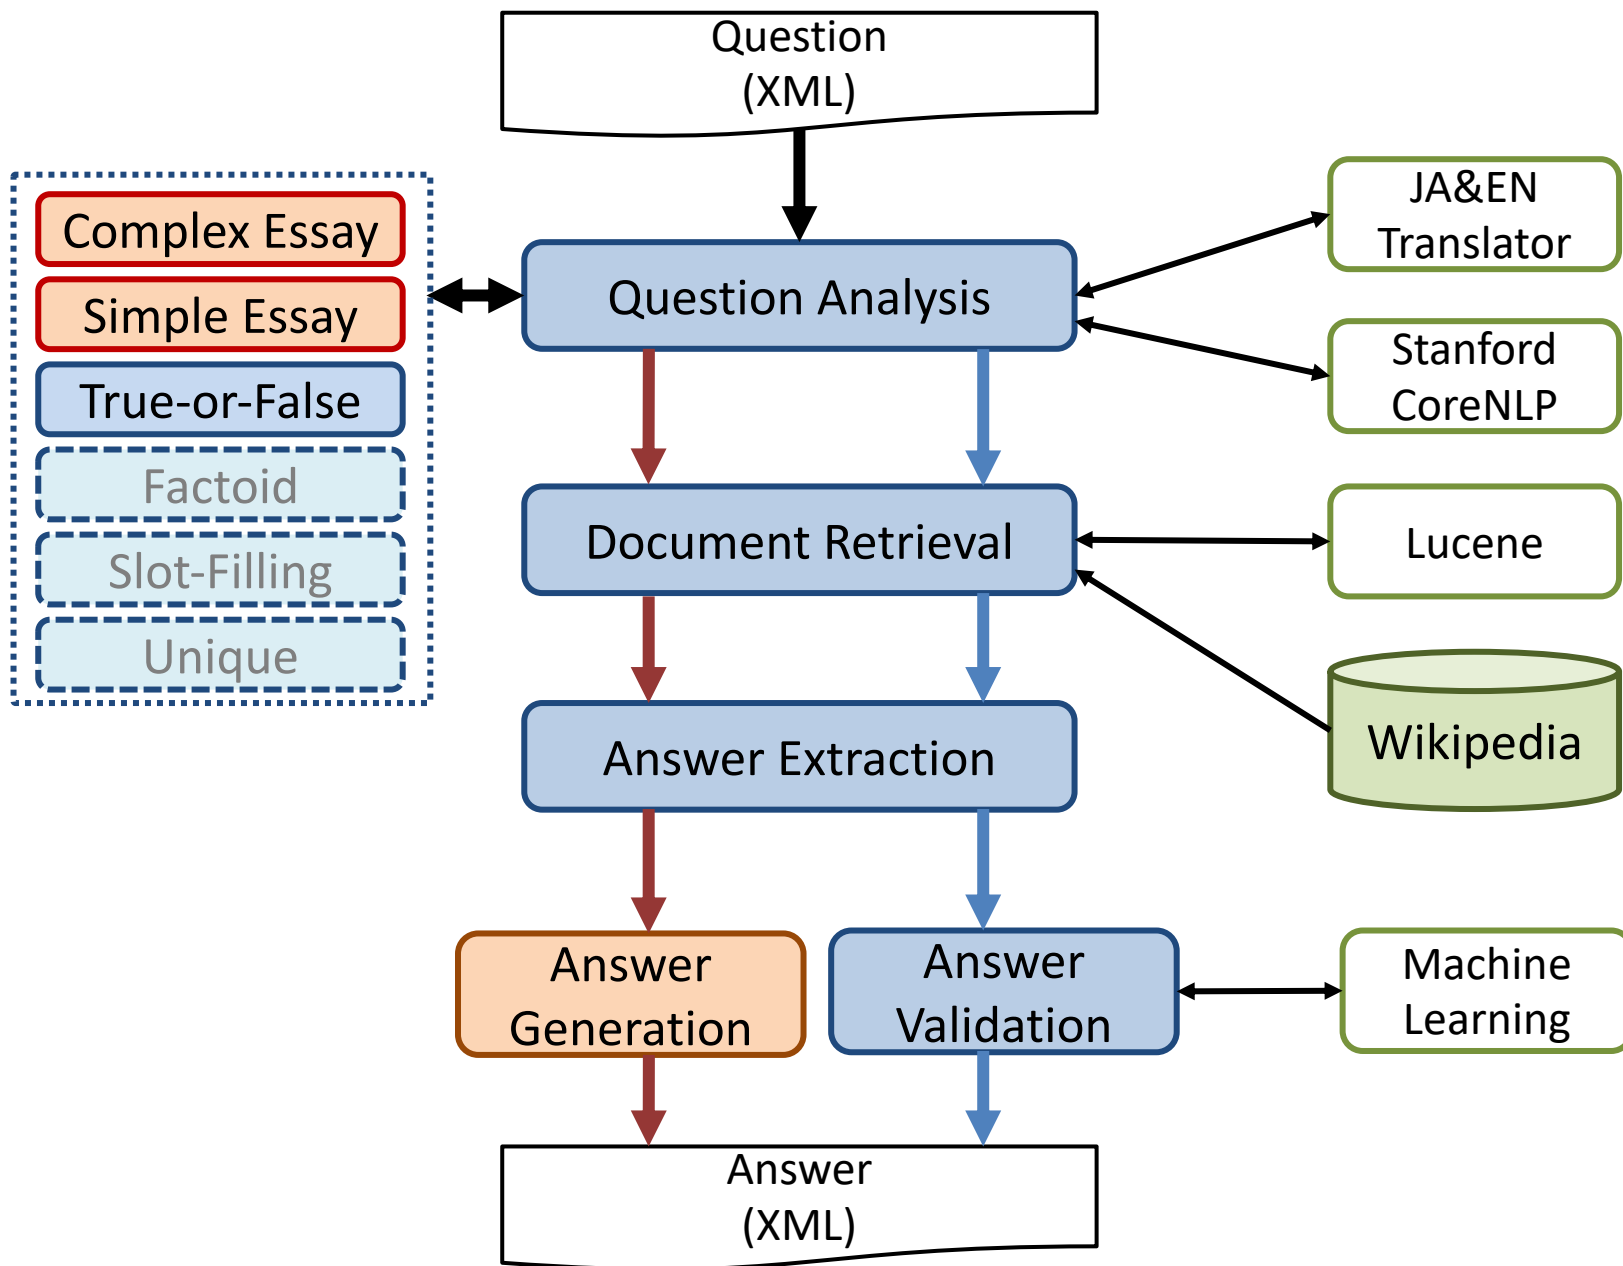 Question
(XML)
Complex Essay
Simple Essay
True-or-False
Factoid
Slot-Filling
Unique
Question Analysis
Document Retrieval
Answer Extraction
Answer
Generation
Answer
Validation
Answer
(XML)
JA&EN
Translator
Stanford
CoreNLP
Lucene
Wikipedia
Machine
Learning